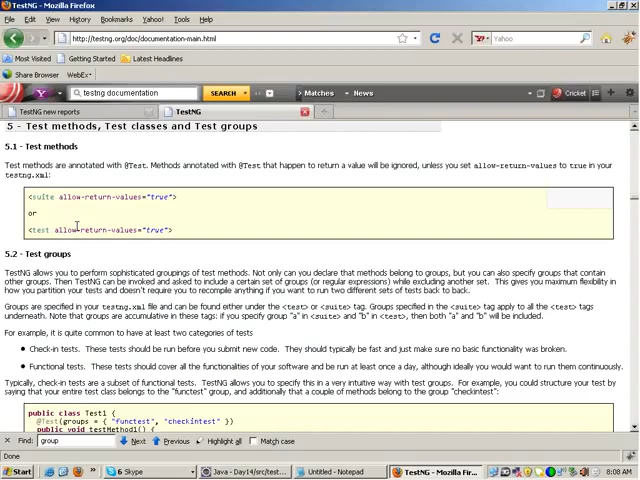 TestNG - Mozilla Firefox
File Edit View History Bookmarks Yahoo! Tools Help
http://testng.org/doc/documentation-main.html
Yahoo
Most Visited Getting Started Latest Headlines
Share Browser WebEx
testng documentation SEARCH Matches News Cricket
TestNG new reports TestNG
5 - Test methods, Test classes and Test groups
5.1 - Test methods
Test methods are annotated with @Test. Methods annotated with @Test that happen to return a value will be ignored, unless you set allow-return-values to true in your
testng.xml:
<suite allow-return-values="true">
or
<test allow-return-values="true">
5.2 - Test groups
TestNG allows you to perform sophisticated groupings of test methods. Not only can you declare that methods belong to groups, but you can also specify groups that contain
other groups. Then TestNG can be invoked and asked to include a certain set of groups (or regular expressions) while excluding another set. This gives you maximum flexibility in
how you partition your tests and doesn't require you to recompile anything if you want to run two different sets of tests back to back.
Groups are specified in your testng.xml file and can be found either under the <test> or <suite> tag. Groups specified in the <suite> tag apply to all the <test> tags
underneath. Note that groups are accumulative in these tags: if you specify group "a" in <suite> and "b" in <test>, then both "a" and "b" will be included.
For example, it is quite common to have at least two categories of tests
Check-in tests. These tests should be run before you submit new code. They should typically be fast and just make sure no basic functionality was broken.
Functional tests. These tests should cover all the functionalities of your software and be run at least once a day, although ideally you would want to run them continuously.
Typically, check-in tests are a subset of functional tests. TestNG allows you to specify this in a very intuitive way with test groups. For example, you could structure your test by
saying that your entire test class belongs to the "functest" group, and additionally that a couple of methods belong to the group "checkintest":
public class Test1 {
@Test(groups = { "functest", "checkintest" })
public void testMethod1() {
Find: group Next Previous Highlight all Match case
Done
Start 6 Skype Java - Day14/src/test... Untitled - Notepad TestNG - Mozilla Fire... 8:08 AM